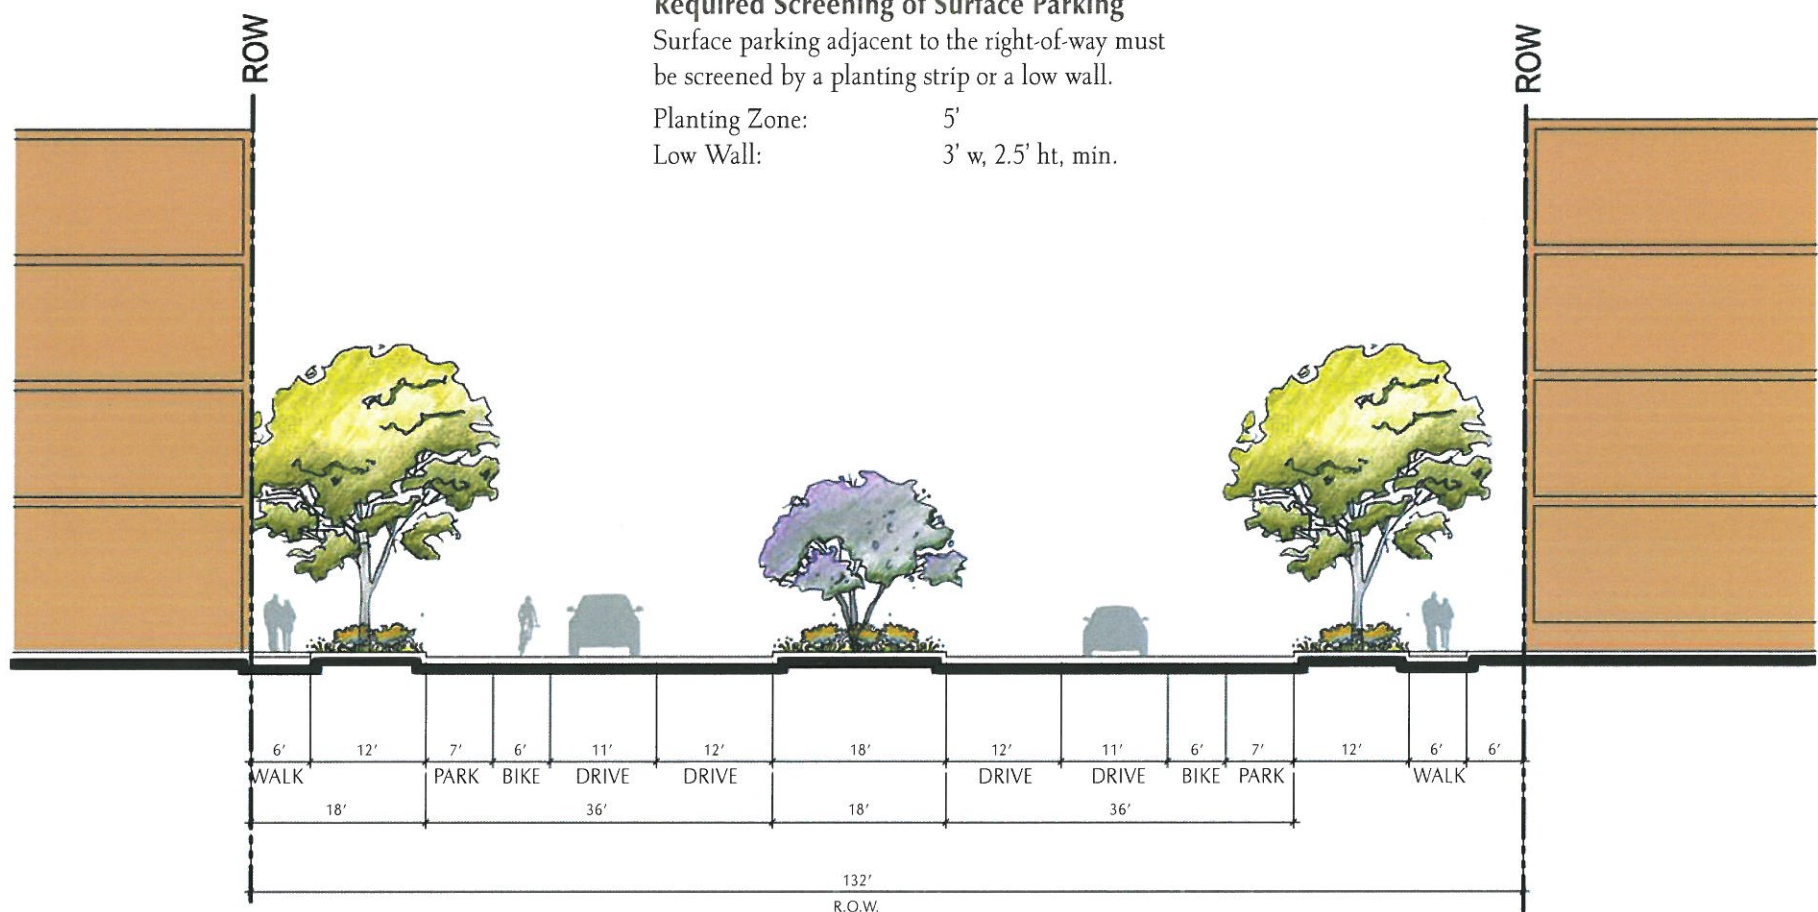 Required Screening of Surface Parking
ROW
ROW
Surface parking adjacent to the right-of-way must
be screened by a planting strip or a low wall.
Planting Zone: 5'
Low Wall: 3' w, 2.5' ht, min.
6' 12' 7' 6' 11' 12' 18' 12' 11' 6' 7' 12' 6' 6'
WALK PARK BIKE DRIVE DRIVE DRIVE DRIVE BIKE PARK WALK
18' 36' 18' 36'
132'
R.O.W.